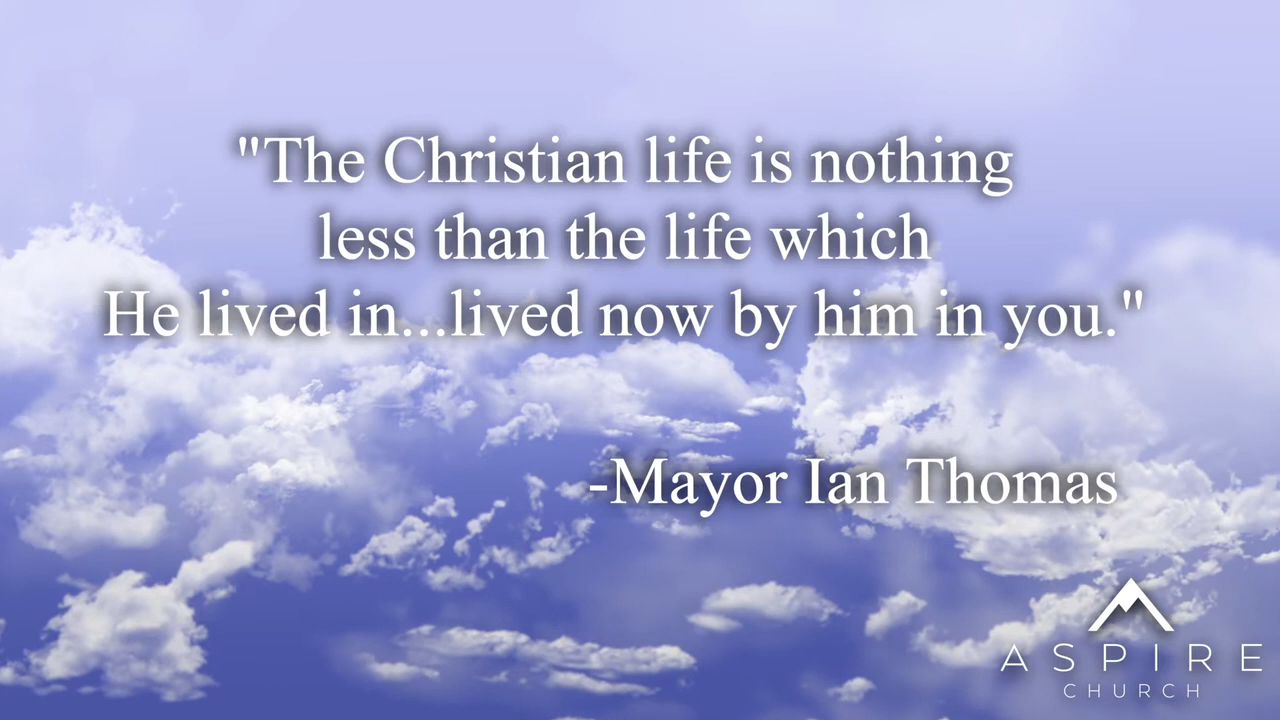 "The Christian life is nothing
less than the life which
He lived in...lived now by him in you."
-Mayor Ian Thomas
ASPIRE
CHURCH